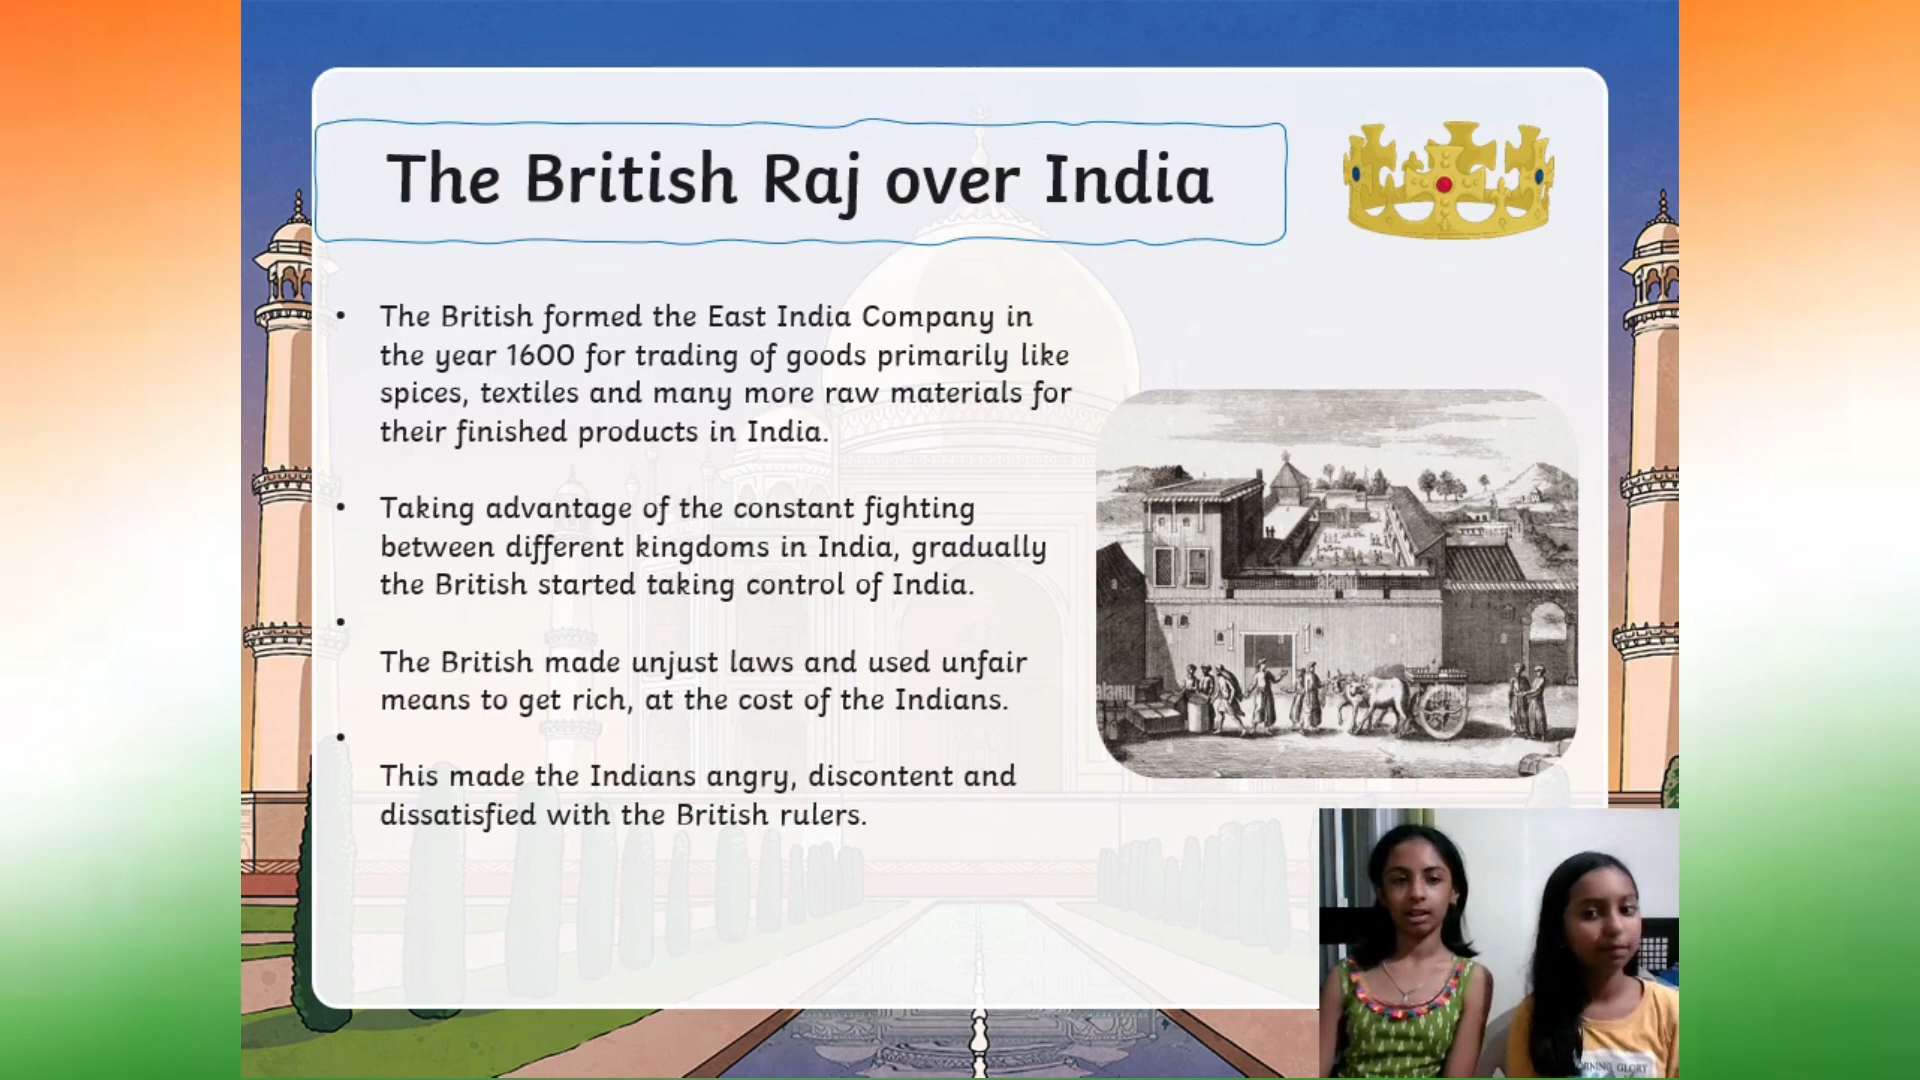 The British Raj over India
• The British formed the East India Company in
the year 1600 for trading of goods primarily like
spices, textiles and many more raw materials for
their finished products in India.
• Taking advantage of the constant fighting
between different kingdoms in India, gradually
the British started taking control of India.
•
The British made unjust laws and used unfair
means to get rich, at the cost of the Indians.
•
This made the Indians angry, discontent and
dissatisfied with the British rulers.
alamy
GLORY